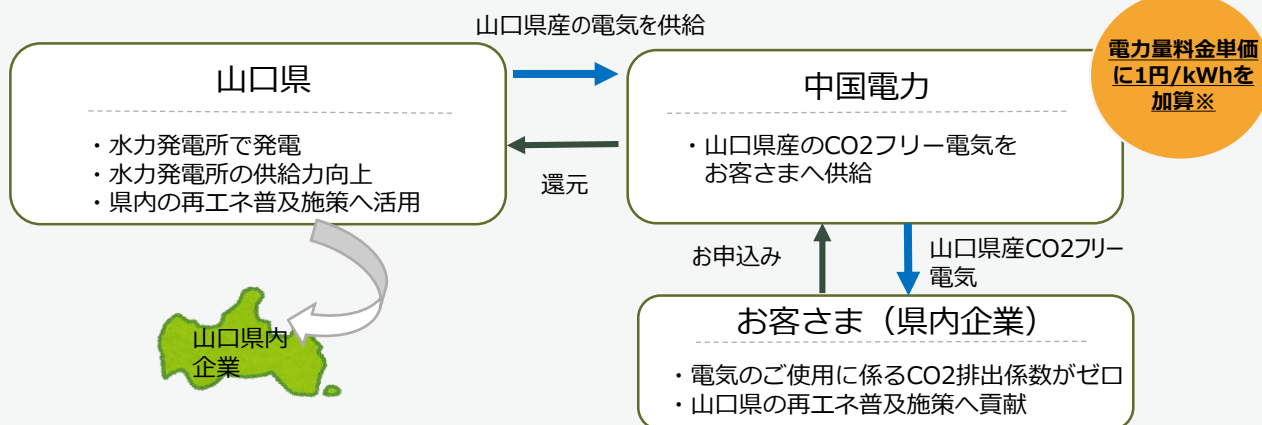 山口県産の電気を供給
電力量料金単価
に1円/kWhを
加算※
山口県
・水力発電所で発電
・水力発電所の供給力向上
・県内の再エネ普及施策へ活用
中国電力
・山口県産のCO2フリー電気を
お客さまへ供給
還元
お申込み
山口県産CO2フリー
電気
山口県内
企業
お客さま（県内企業）
・電気のご使用に係るCO2排出係数がゼロ
・山口県の再エネ普及施策へ貢献